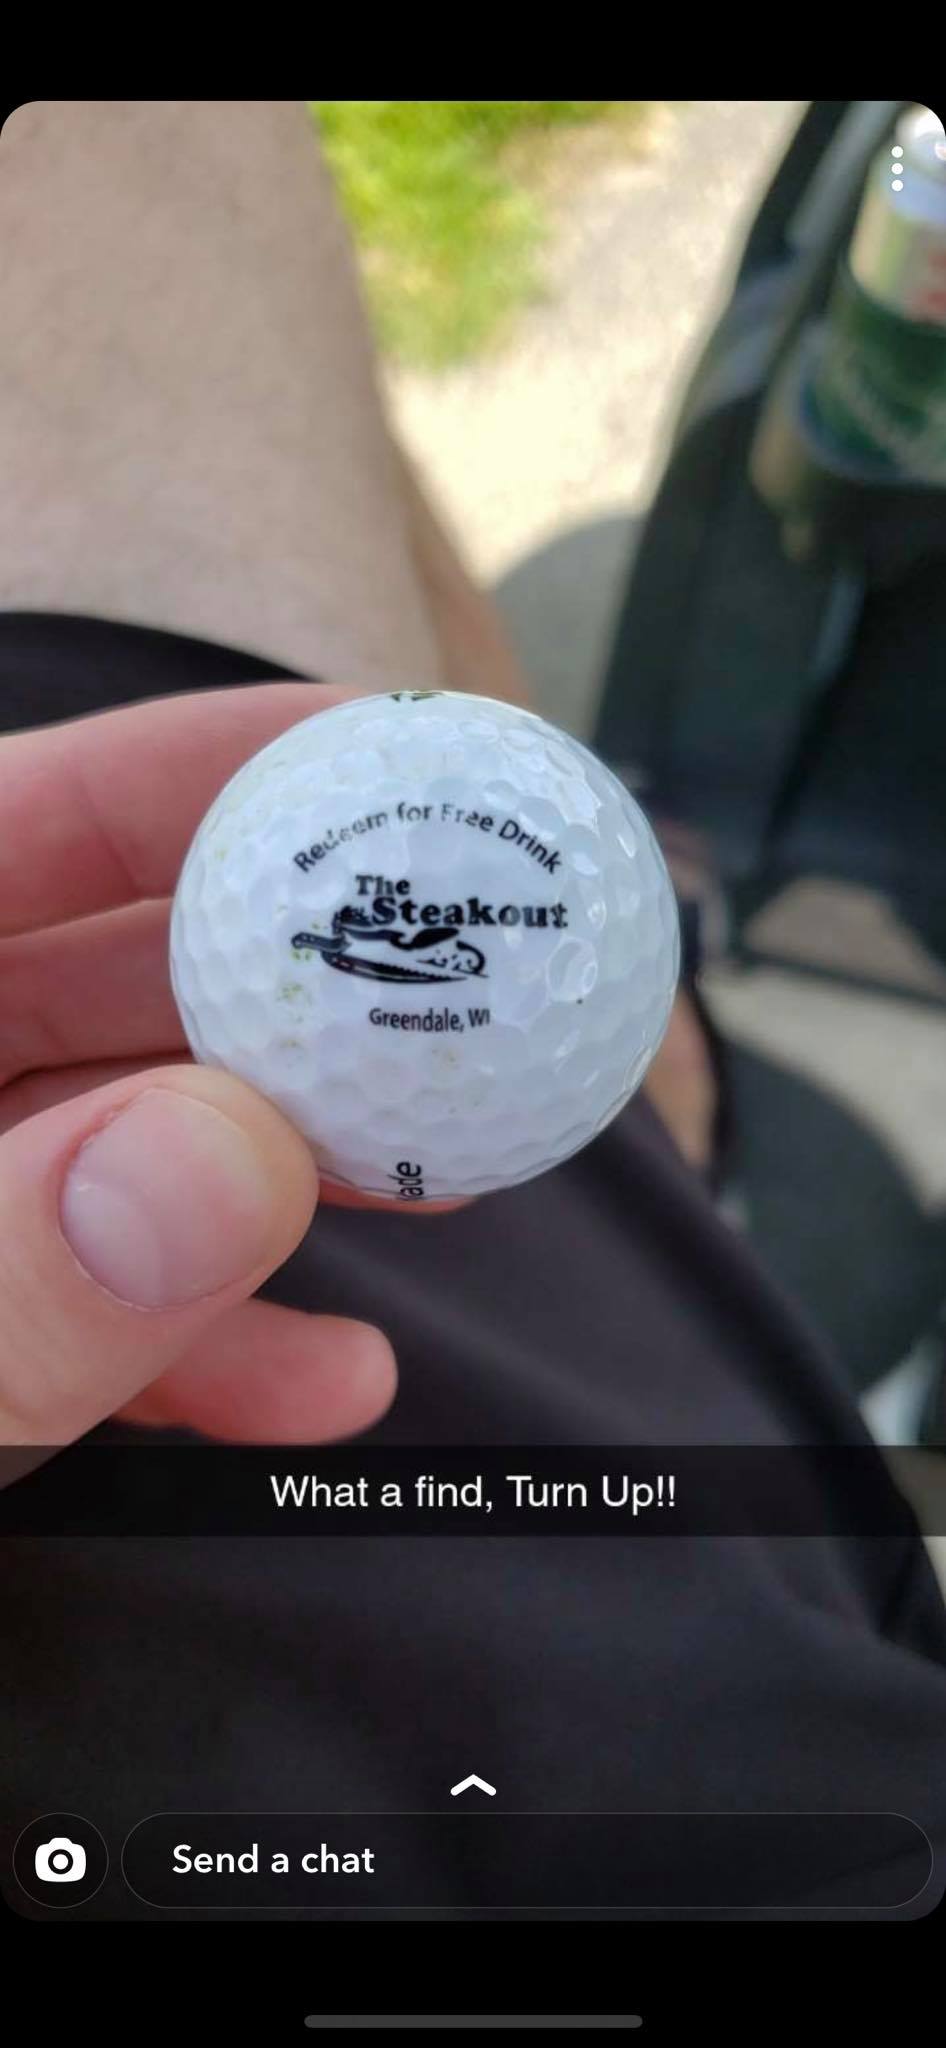 Redeem for Free Drink
The
Steakout
Greendale, WI
What a find, Turn Up!!
Send a chat